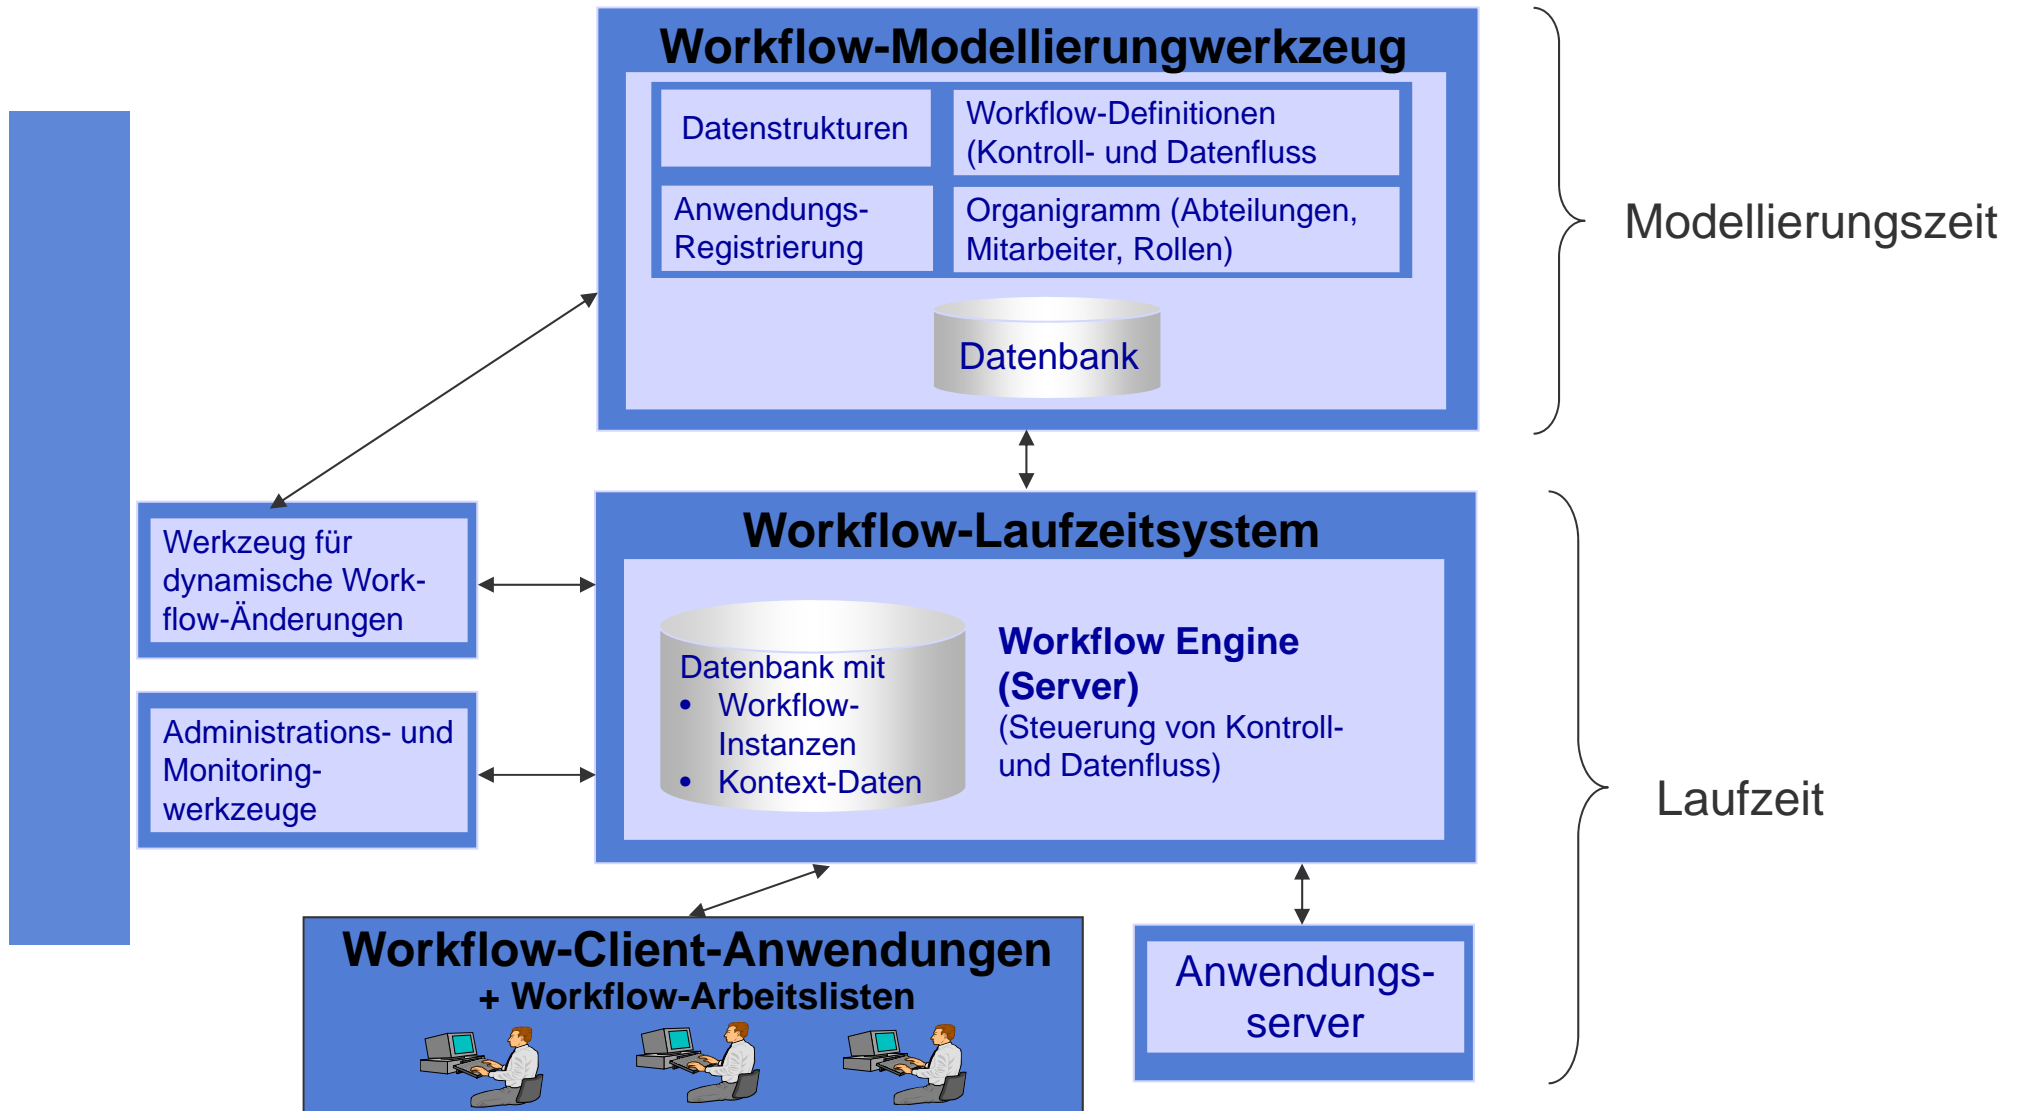 Workflow-Modellierungwerkzeug
Datenstrukturen
Workflow-Definitionen
(Kontroll- und Datenfluss
Anwendungs-
Registrierung
Organigramm (Abteilungen,
Mitarbeiter, Rollen)
Datenbank
Modellierungszeit
Werkzeug für
dynamische Work-
flow-Änderungen
Administrations- und
Monitoring-
werkzeuge
Workflow-Laufzeitsystem
Datenbank mit
• Workflow-
Instanzen
• Kontext-Daten
Workflow Engine
(Server)
(Steuerung von Kontroll-
und Datenfluss)
Laufzeit
Workflow-Client-Anwendungen
+ Workflow-Arbeitslisten
Anwendungs-
server